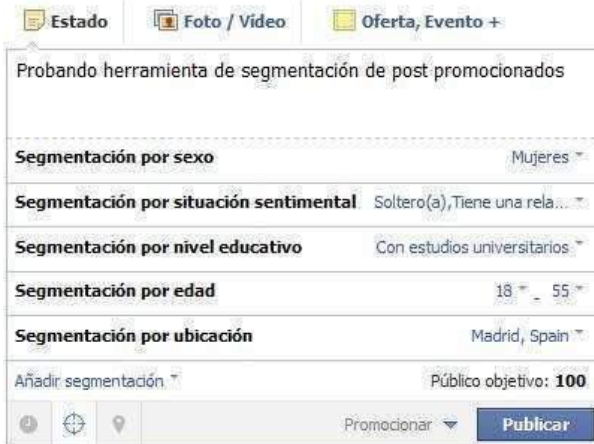 Estado Foto / Vídeo Oferta, Evento +
Probando herramienta de segmentación de post promocionados
Segmentación por sexo Mujeres
Segmentación por situación sentimental Soltero(a),Tiene una rela...
Segmentación por nivel educativo Con estudios universitarios
Segmentación por edad 18 - 55
Segmentación por ubicación Madrid, Spain
Añadir segmentación Público objetivo: 100
Promocionar Publicar